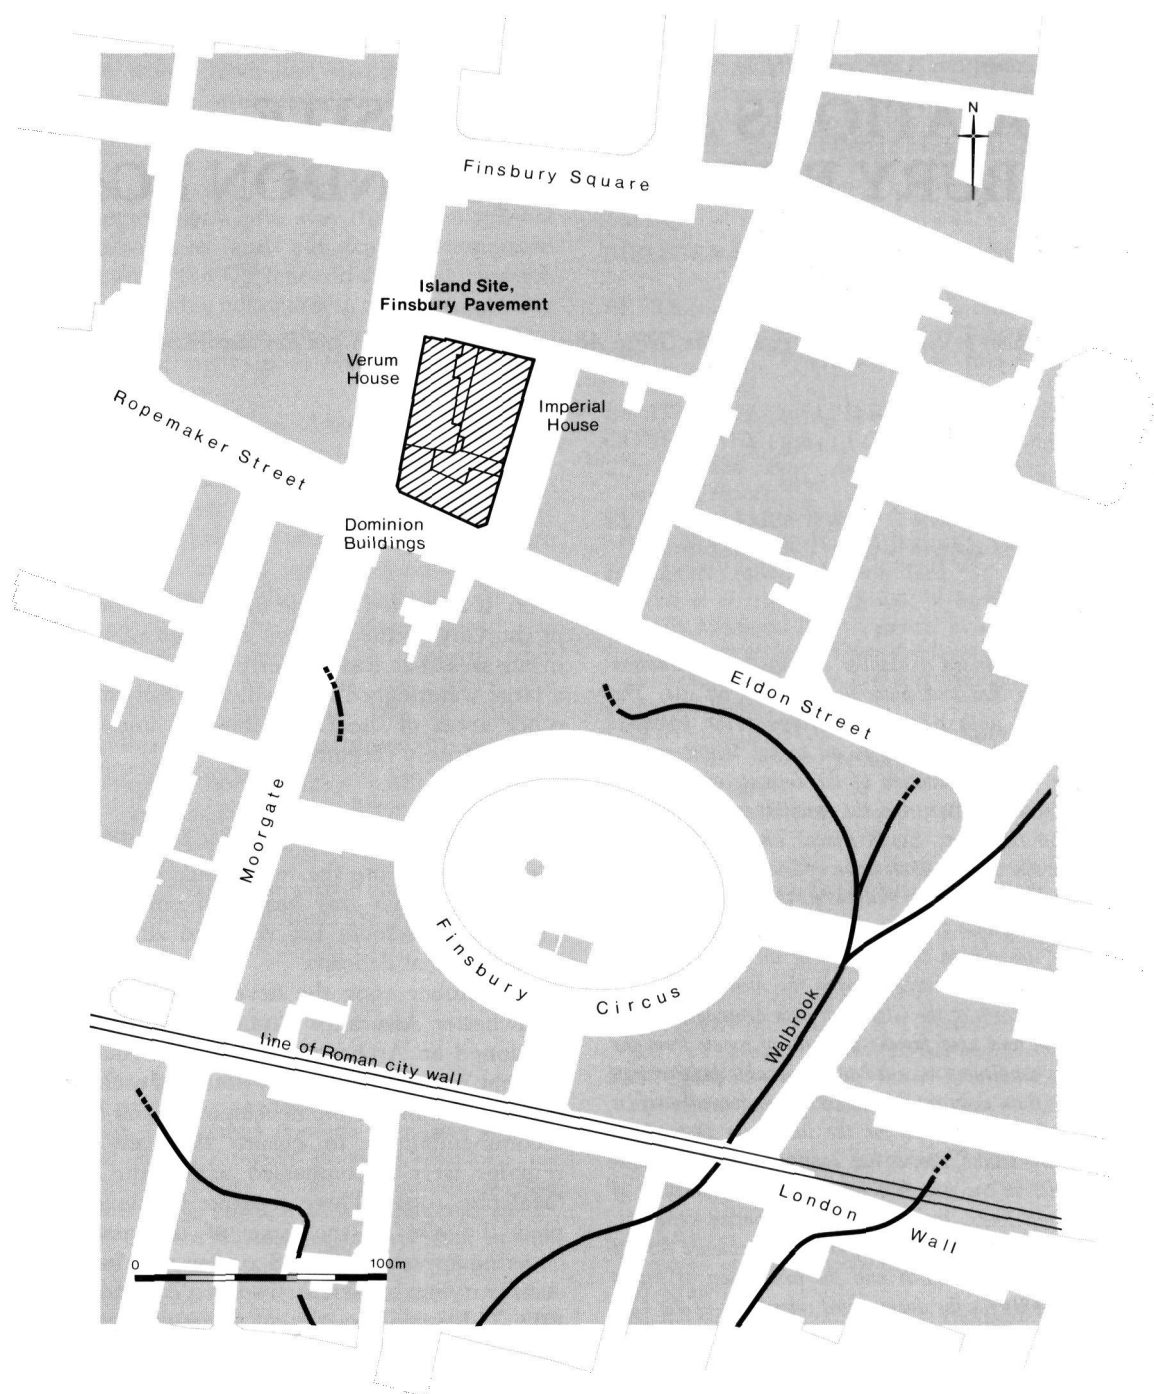 N
Finsbury Square
Island Site,
Finsbury Pavement
Verum
House
Imperial
House
Ropemaker Street
Dominion
Buildings
Eldon Street
Moorgate
Finsbury Circus
Walbrook
line of Roman city wall
London Wall
0 100m